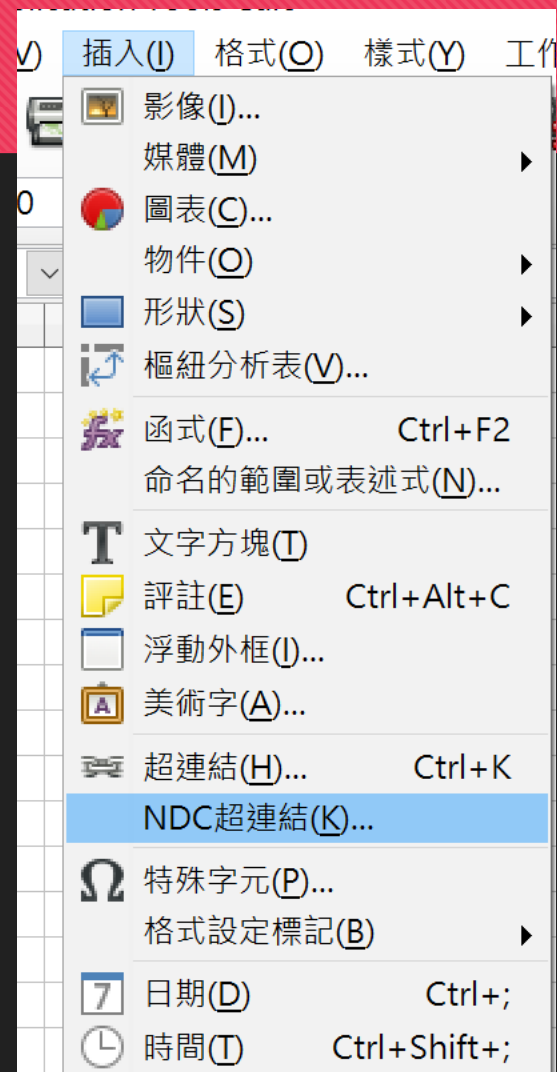 V) 插入(I) 格式(O) 樣式(Y)
0
影像(I)...
媒體(M)
圖表(C)...
物件(O)
形狀(S)
樞紐分析表(V)...
函式(F)... Ctrl+F2
命名的範圍或表述式(N)...
文字方塊(T)
評註(E) Ctrl+Alt+C
浮動外框(I)...
美術字(A)...
超連結(H)... Ctrl+K
NDC超連結(K)...
特殊字元(P)...
格式設定標記(B)
日期(D) Ctrl+;
時間(T) Ctrl+Shift+;